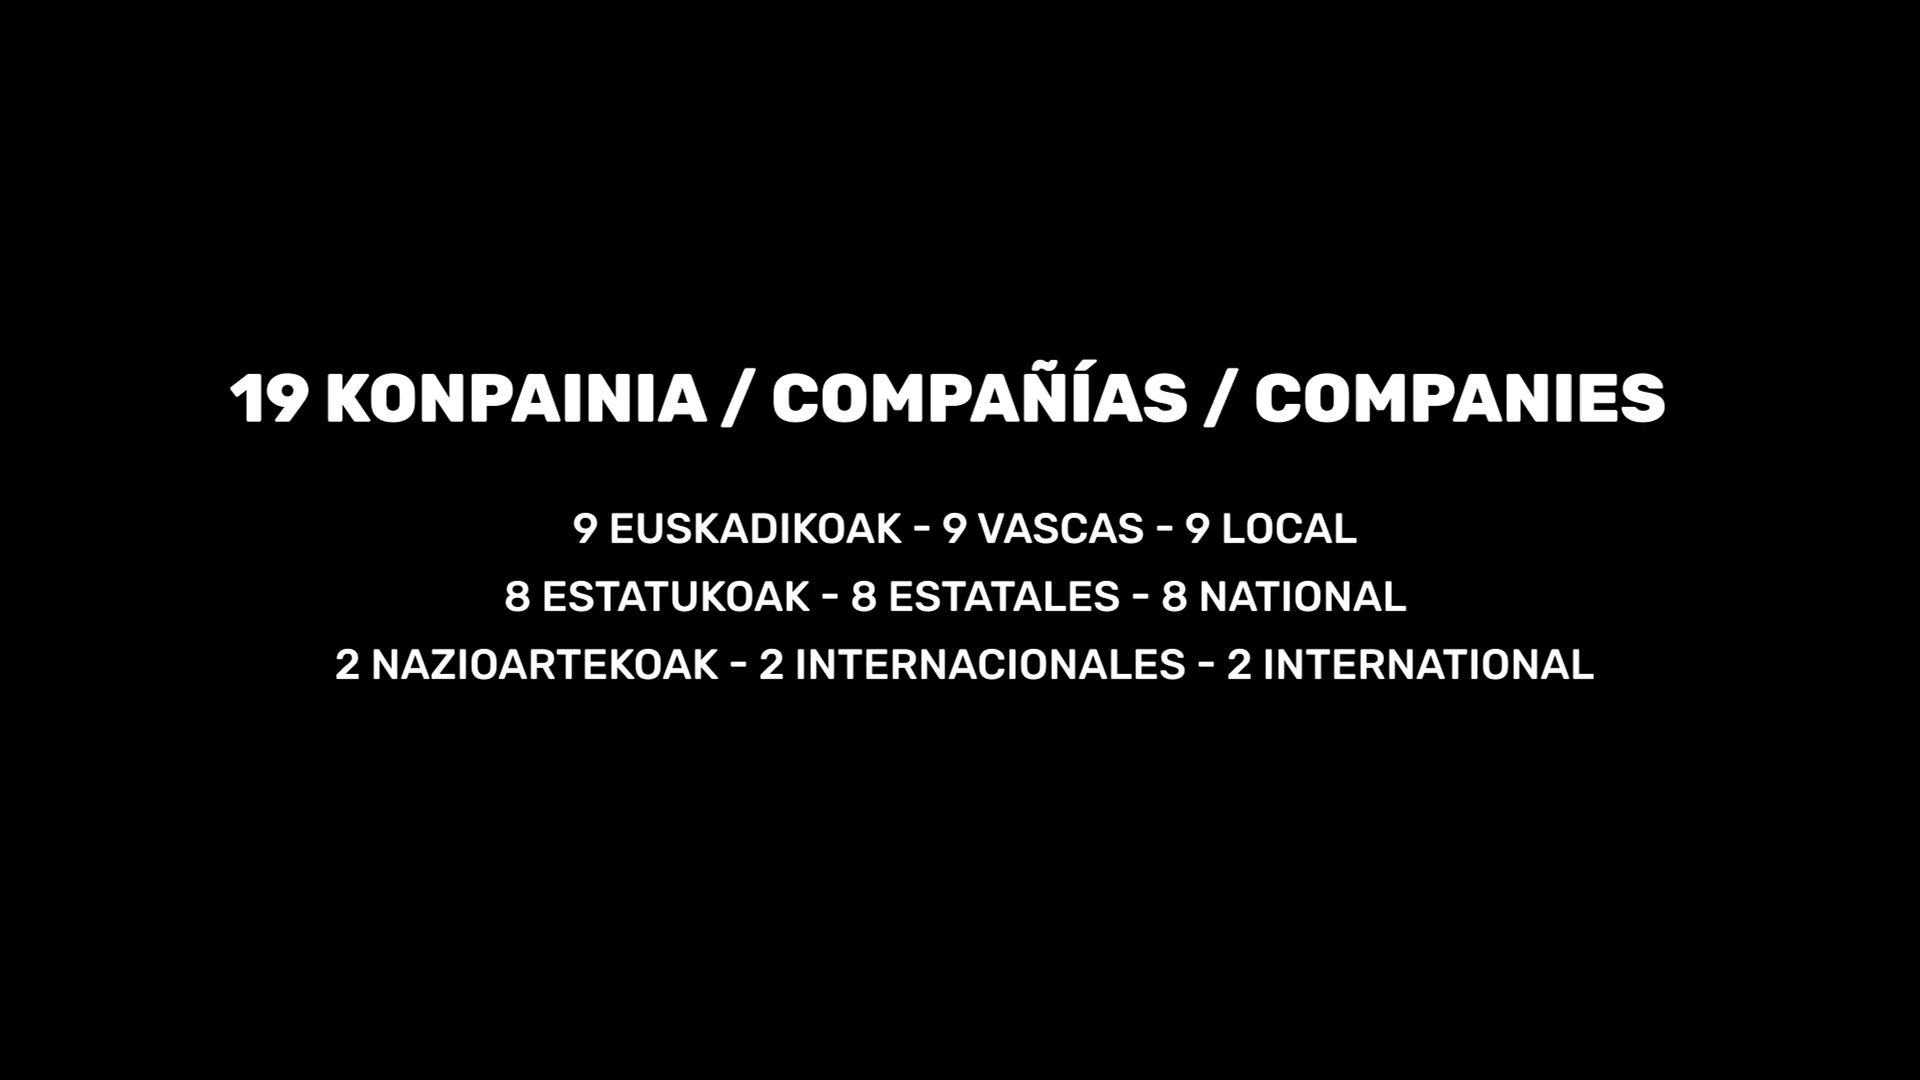 19 KONPAINIA / COMPAÑÍAS / COMPANIES
9 EUSKADIKOAK - 9 VASCAS - 9 LOCAL
8 ESTATUKOAK - 8 ESTATALES - 8 NATIONAL
2 NAZIOARTEKOAK - 2 INTERNACIONALES - 2 INTERNATIONAL